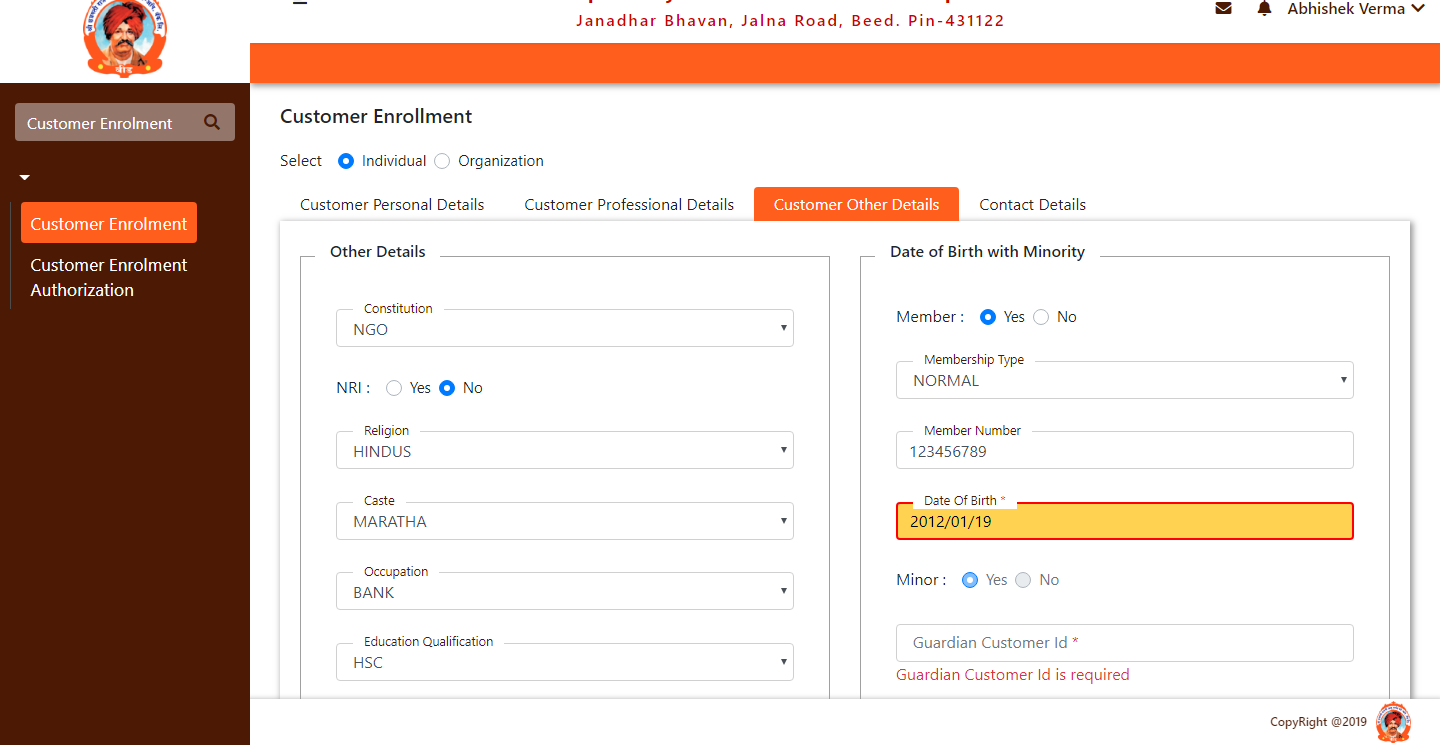 Janadhar Bhavan, Jalna Road, Beed. Pin-431122
Abhishek Verma
बीड
Customer Enrolment
Customer Enrolment
Customer Enrolment
Authorization
Customer Enrollment
Select Individual Organization
Customer Personal Details Customer Professional Details Customer Other Details Contact Details
Other Details
Constitution
NGO
NRI : Yes No
Religion
HINDUS
Caste
MARATHA
Occupation
BANK
Education Qualification
HSC
Date of Birth with Minority
Member : Yes No
Membership Type
NORMAL
Member Number
123456789
Date Of Birth *
2012/01/19
Minor : Yes No
Guardian Customer Id *
Guardian Customer Id is required
CopyRight @2019